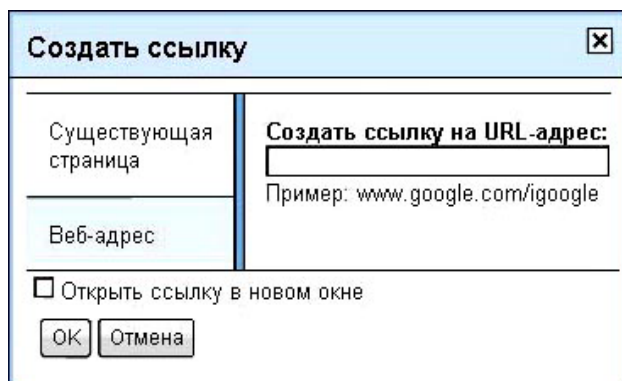 Создать ссылку
Существующая
страница
Веб-адрес
Создать ссылку на URL-адрес:
Пример: www.google.com/igoogle
Открыть ссылку в новом окне
OK
Отмена